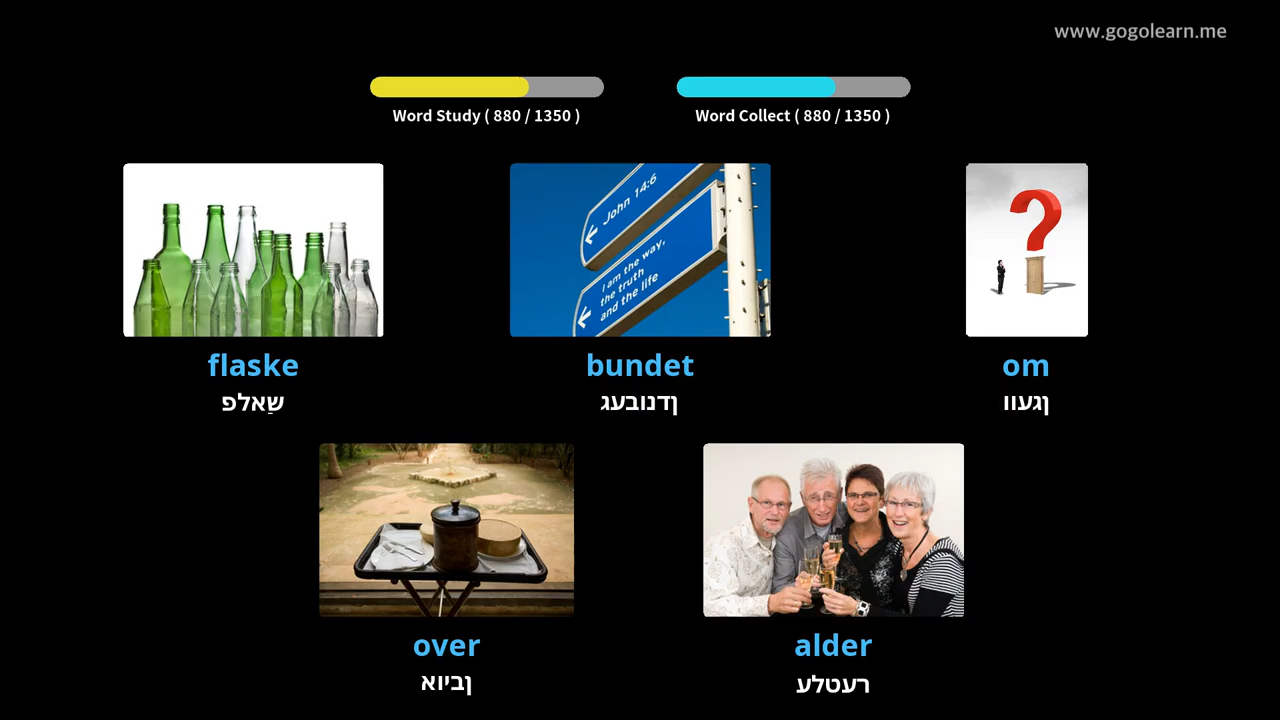 www.gogolearn.me
Word Study ( 880 / 1350 )
Word Collect ( 880 / 1350 )
John 14:6
I am the way,
the truth
and the life
flaske
שַאלפ
bundet
ןדנובעג
om
ןגעוו
over
ןביוא
alder
רעטלע